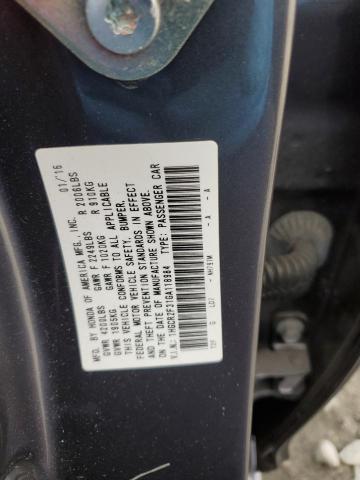 MFD. BY HONDA OF AMERICA MFG., INC. 01/'16
GVWR 4200LBS GAWR F 2249LBS R 2006LBS
GVWR 1905KG GAWR F 1020KG R 910KG
THIS VEHICLE CONFORMS TO ALL APPLICABLE
FEDERAL MOTOR VEHICLE SAFETY, BUMPER,
THEFT PREVENTION STANDARDS IN EFFECT
ON THE DATE OF MANUFACTURE SHOWN ABOVE.
V.I.N.: 1HGCR2F31GA118984 TYPE: PASSENGER CAR